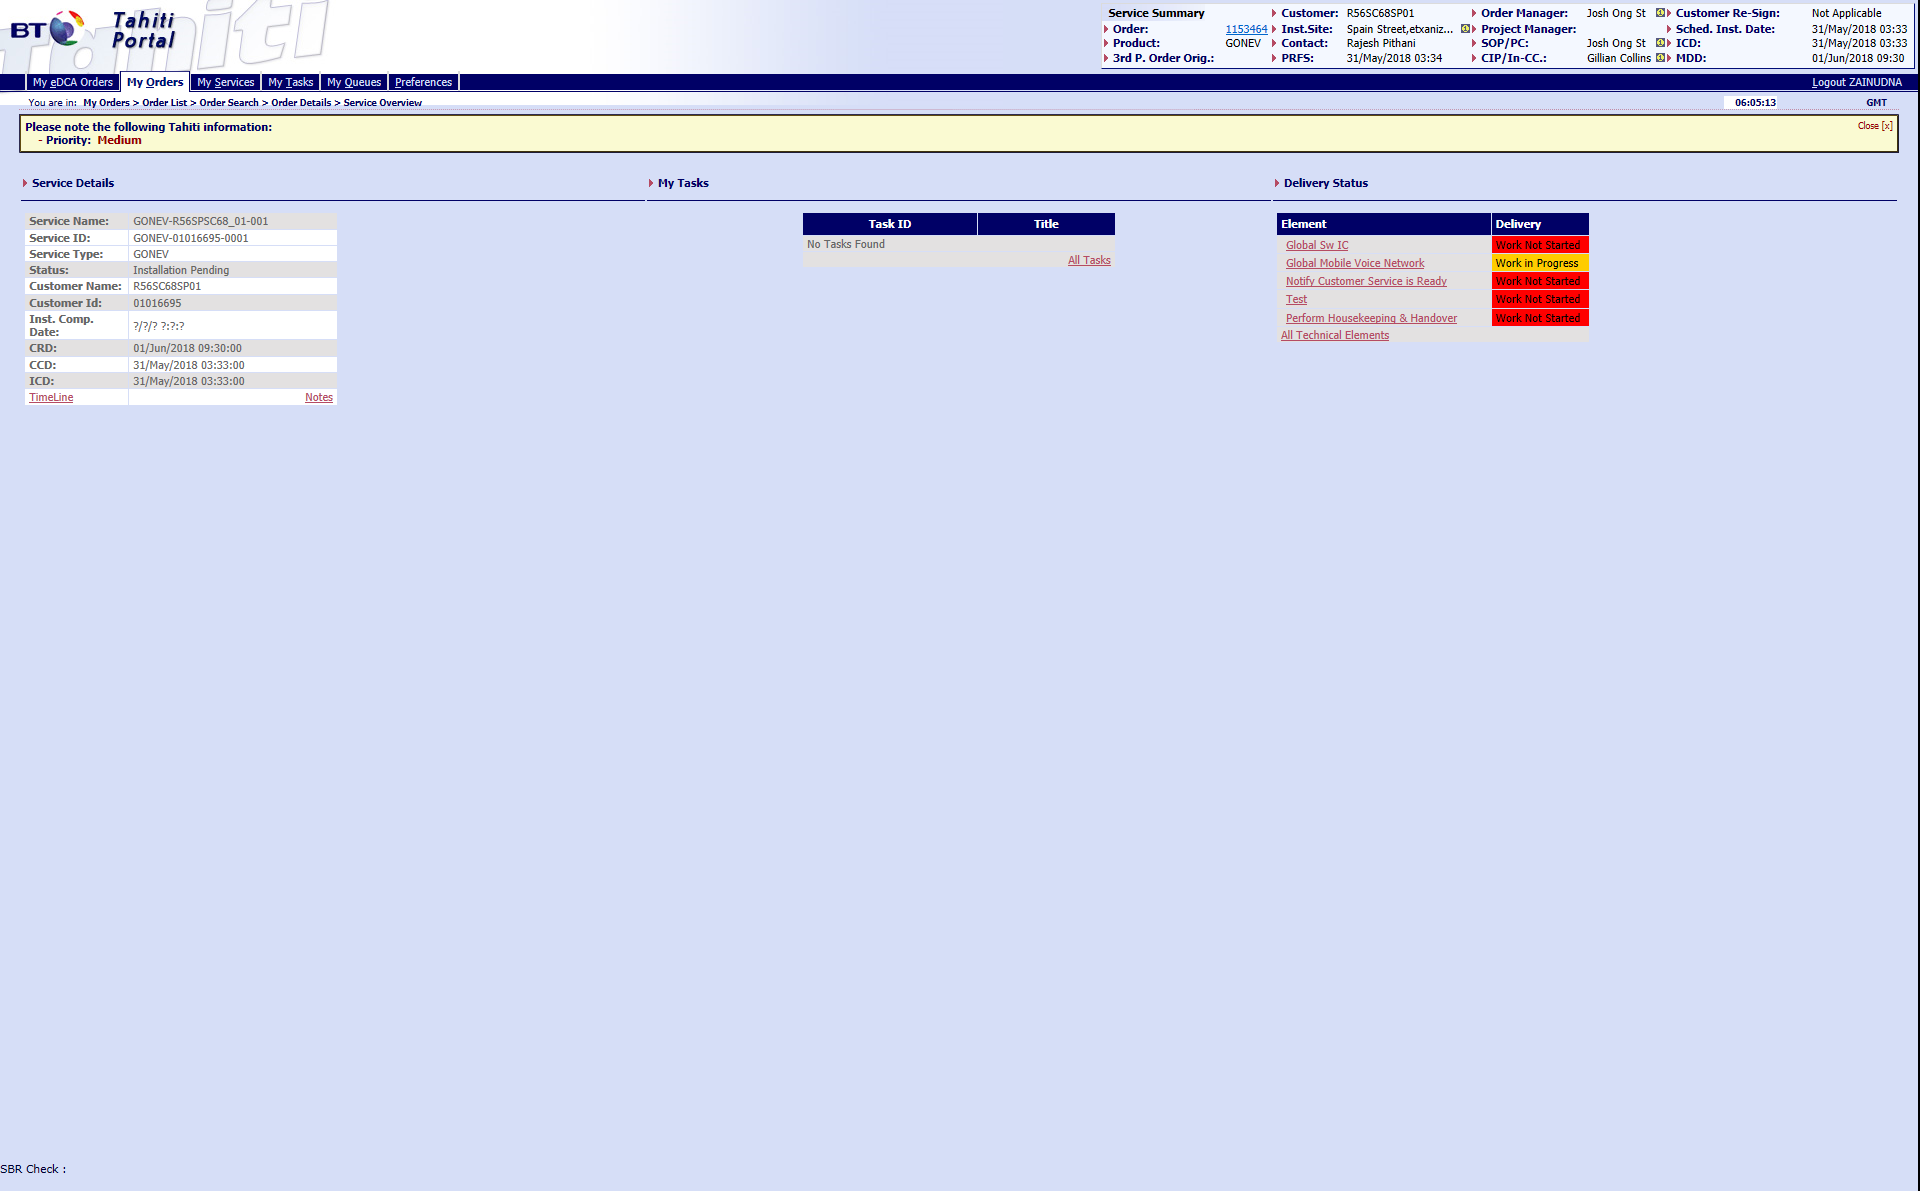 BT Tahiti Portal
Service Summary
Customer: R56SC68SP01
Order Manager: Josh Ong St
Customer Re-Sign: Not Applicable
Order: 1153464
Inst.Site: Spain Street,etxaniz...
Project Manager:
Sched. Inst. Date: 31/May/2018 03:33
Product: GONEV
Contact: Rajesh Pithani
SOP/PC: Josh Ong St
ICD: 31/May/2018 03:33
3rd P. Order Orig.:
PRFS: 31/May/2018 03:34
CIP/In-CC.: Gillian Collins
MDD: 01/Jun/2018 09:30
My eDCA Orders My Orders My Services My Tasks My Queues Preferences Logout ZAINUDNA
You are in: My Orders > Order List > Order Search > Order Details > Service Overview 06:05:13 GMT
Please note the following Tahiti information: Close [x]
- Priority: Medium
Service Details
Service Name: GONEV-R56SPSC68_01-001
Service ID: GONEV-01016695-0001
Service Type: GONEV
Status: Installation Pending
Customer Name: R56SC68SP01
Customer Id: 01016695
Inst. Comp. Date: ?/?/? ?:?:?
CRD: 01/Jun/2018 09:30:00
CCD: 31/May/2018 03:33:00
ICD: 31/May/2018 03:33:00
TimeLine Notes
My Tasks
Task ID Title
No Tasks Found
All Tasks
Delivery Status
Element Delivery
Global Sw IC Work Not Started
Global Mobile Voice Network Work in Progress
Notify Customer Service is Ready Work Not Started
Test Work Not Started
Perform Housekeeping & Handover Work Not Started
All Technical Elements
SBR Check :